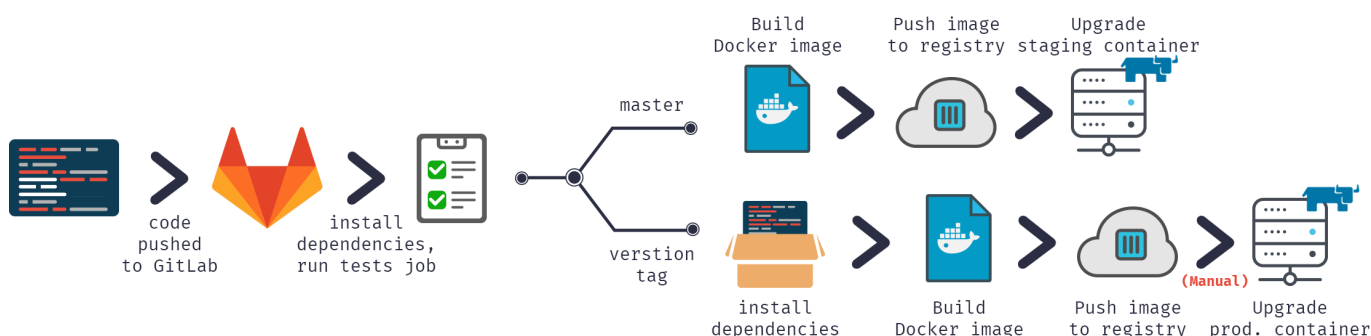 Build
Docker image
Push image
to registry
Upgrade
staging container
master
code
pushed
to GitLab
install
dependencies,
run tests job
verstion
tag
install
dependencies
Build
Docker image
Push image
to registry
(Manual)
Upgrade
prod. container